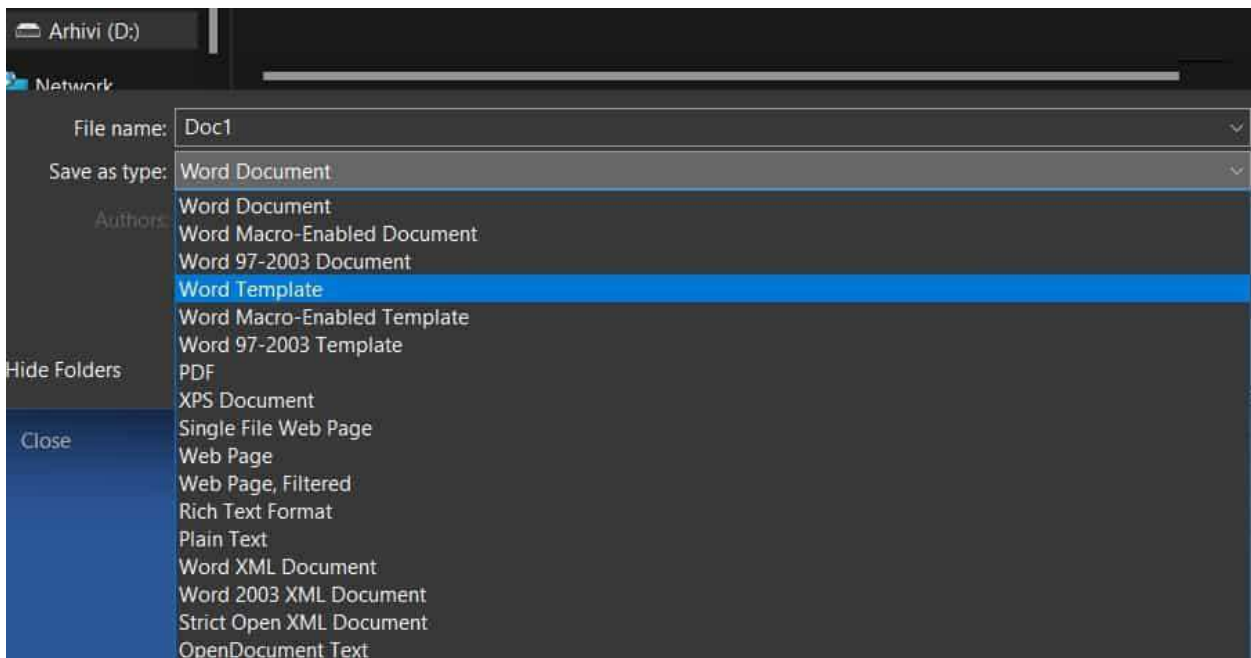 Arhivi (D:)
Network
File name: Doc1
Save as type: Word Document
Authors:
Word Document
Word Macro-Enabled Document
Word 97-2003 Document
Word Template
Word Macro-Enabled Template
Word 97-2003 Template
Hide Folders
PDF
XPS Document
Close
Single File Web Page
Web Page
Web Page, Filtered
Rich Text Format
Plain Text
Word XML Document
Word 2003 XML Document
Strict Open XML Document
OpenDocument Text